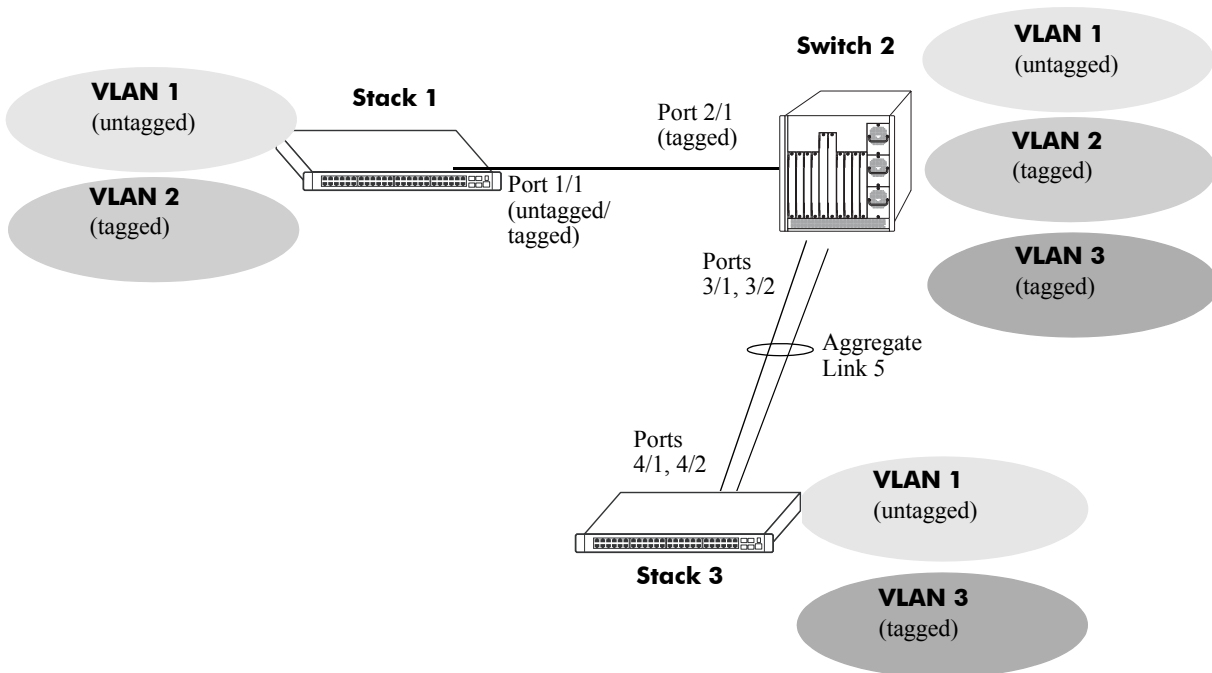 Switch 2
VLAN 1
(untagged)
VLAN 1
(untagged)
Stack 1
Port 2/1
(tagged)
VLAN 2
(tagged)
VLAN 2
(tagged)
Port 1/1
(untagged/
tagged)
VLAN 3
(tagged)
Ports
3/1, 3/2
Aggregate
Link 5
Ports
4/1, 4/2
VLAN 1
(untagged)
Stack 3
VLAN 3
(tagged)